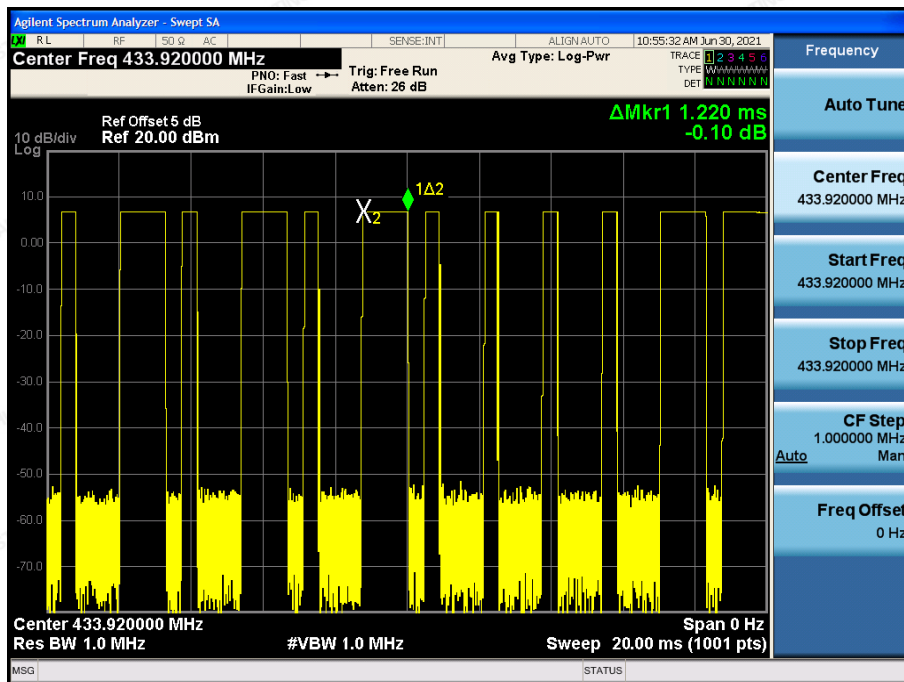 Agilent Spectrum Analyzer - Swept SA
LXI RL RF 50 Ω AC SENSE:INT ALIGN AUTO 10:55:32 AM Jun 30, 2021
Center Freq 433.920000 MHz
PNO: Fast
IFGain:Low
Trig: Free Run
Atten: 26 dB
Avg Type: Log-Pwr
TRACE 1 2 3 4 5 6
TYPE WWWWWW
DET N N N N N N
Frequency
Auto Tune
Ref Offset 5 dB
10 dB/div Ref 20.00 dBm
Log
ΔMkr1 1.220 ms
-0.10 dB
Center Freq
433.920000 MHz
10.0
1Δ2
X2
0.00
Start Freq
433.920000 MHz
-10.0
-20.0
Stop Freq
433.920000 MHz
-30.0
-40.0
CF Step
1.000000 MHz
Auto Man
-50.0
-60.0
Freq Offset
0 Hz
-70.0
Center 433.920000 MHz Span 0 Hz
Res BW 1.0 MHz #VBW 1.0 MHz Sweep 20.00 ms (1001 pts)
MSG STATUS